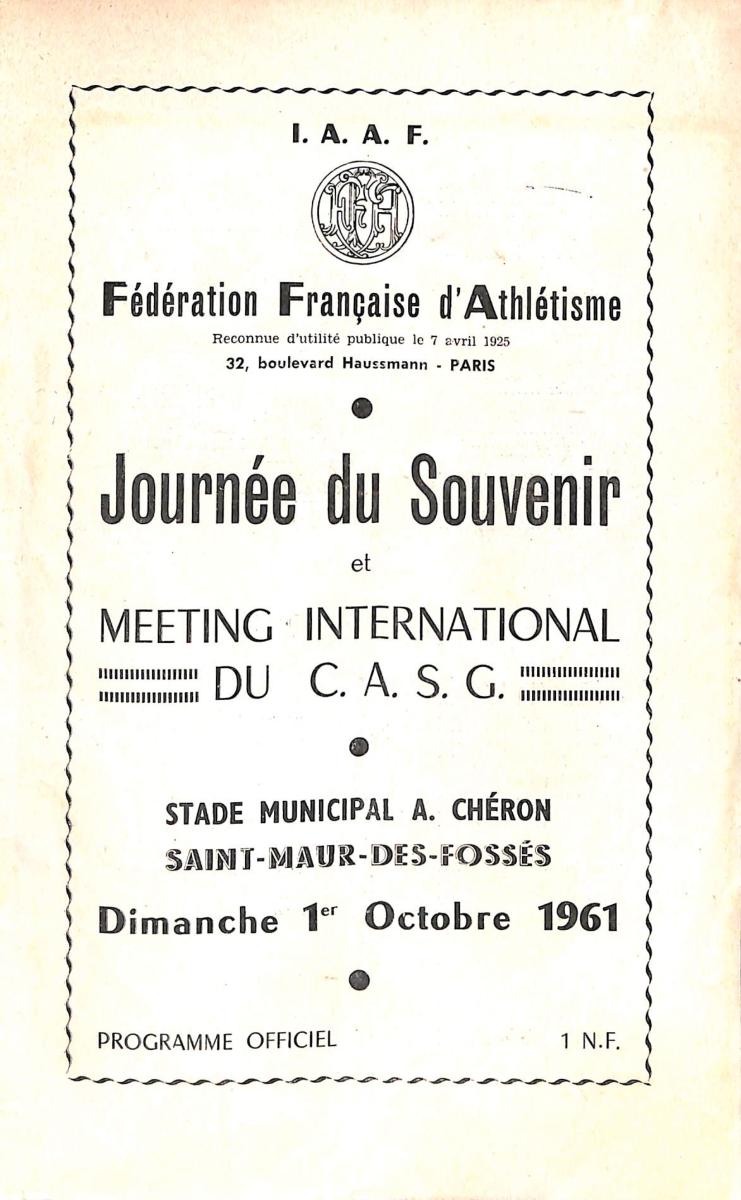 I. A. A. F.
FFA
Fédération Française d'Athlétisme
Reconnue d'utilité publique le 7 avril 1925
32, boulevard Haussmann - PARIS
Journée du Souvenir
et
MEETING INTERNATIONAL
DU C. A. S. G.
STADE MUNICIPAL A. CHÉRON
SAINT-MAUR-DES-FOSSÉS
Dimanche 1er Octobre 1961
PROGRAMME OFFICIEL 1 N.F.